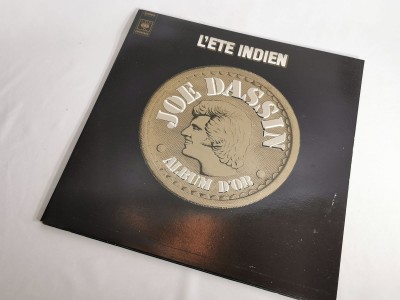 L'ETE INDIEN
JOE DASSIN
ALBUM D'OR